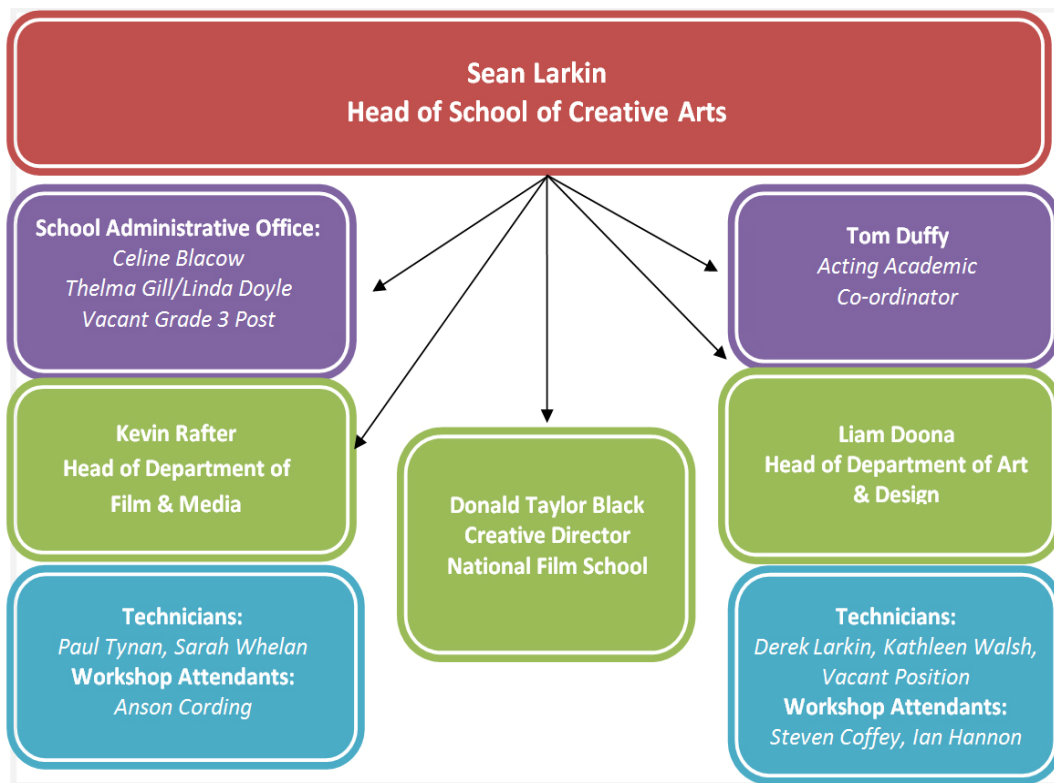 Sean Larkin
Head of School of Creative Arts
School Administrative Office:
Celine Blacow
Thelma Gill/Linda Doyle
Vacant Grade 3 Post
Tom Duffy
Acting Academic
Co-ordinator
Kevin Rafter
Head of Department of
Film & Media
Donald Taylor Black
Creative Director
National Film School
Liam Doona
Head of Department of Art
& Design
Technicians:
Paul Tynan, Sarah Whelan
Workshop Attendants:
Anson Cording
Technicians:
Derek Larkin, Kathleen Walsh,
Vacant Position
Workshop Attendants:
Steven Coffey, Ian Hannon